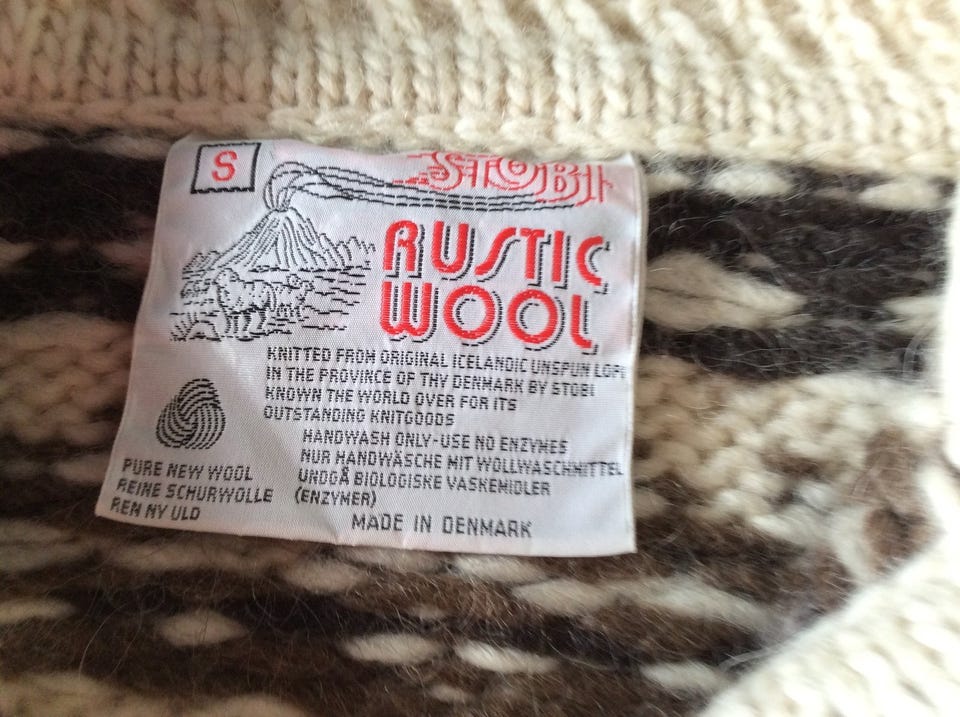 S
STOBI
RUSTIC
WOOL
KNITTED FROM ORIGINAL ICELANDIC UNSPUN LOPI
IN THE PROVINCE OF THY DENMARK BY STOBI
KNOWN THE WORLD OVER FOR ITS
OUTSTANDING KNITGOODS
HANDWASH ONLY-USE NO ENZYMES
NUR HANDWÄSCHE MIT WOLLWASCHMITTEL
UNDGÅ BIOLOGISKE VASKEMIDLER
(ENZYMER)
PURE NEW WOOL
REINE SCHURWOLLE
REN NY ULD
MADE IN DENMARK